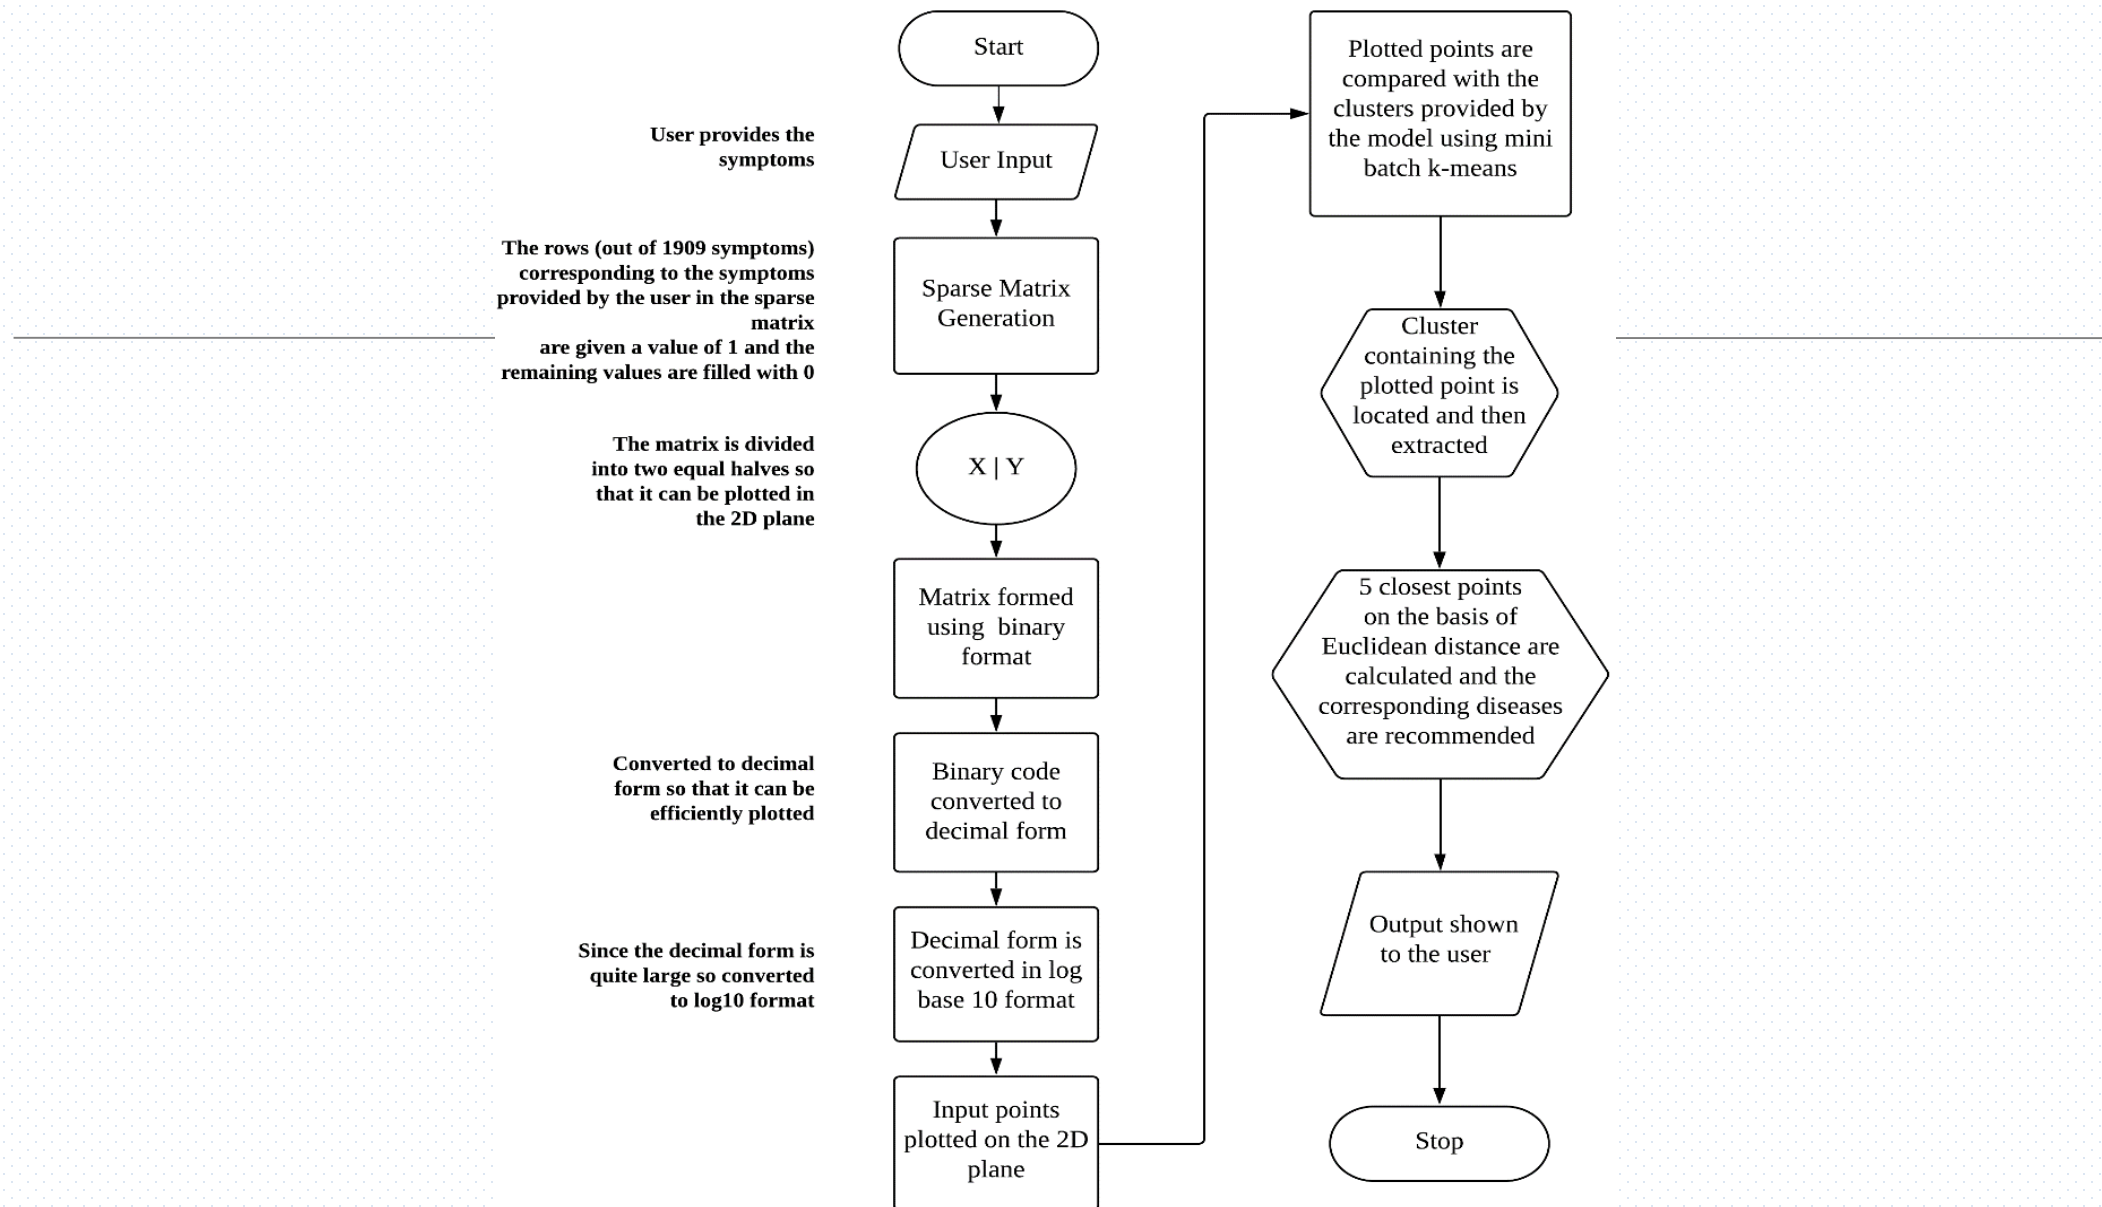 Start
User provides the
symptoms
User Input
The rows (out of 1909 symptoms)
corresponding to the symptoms
provided by the user in the sparse
matrix
are given a value of 1 and the
remaining values are filled with 0
Sparse Matrix
Generation
The matrix is divided
into two equal halves so
that it can be plotted in
the 2D plane
X | Y
Matrix formed
using binary
format
Converted to decimal
form so that it can be
efficiently plotted
Binary code
converted to
decimal form
Since the decimal form is
quite large so converted
to log10 format
Decimal form is
converted in log
base 10 format
Input points
plotted on the 2D
plane
Plotted points are
compared with the
clusters provided by
the model using mini
batch k-means
Cluster
containing the
plotted point is
located and then
extracted
5 closest points
on the basis of
Euclidean distance are
calculated and the
corresponding diseases
are recommended
Output shown
to the user
Stop